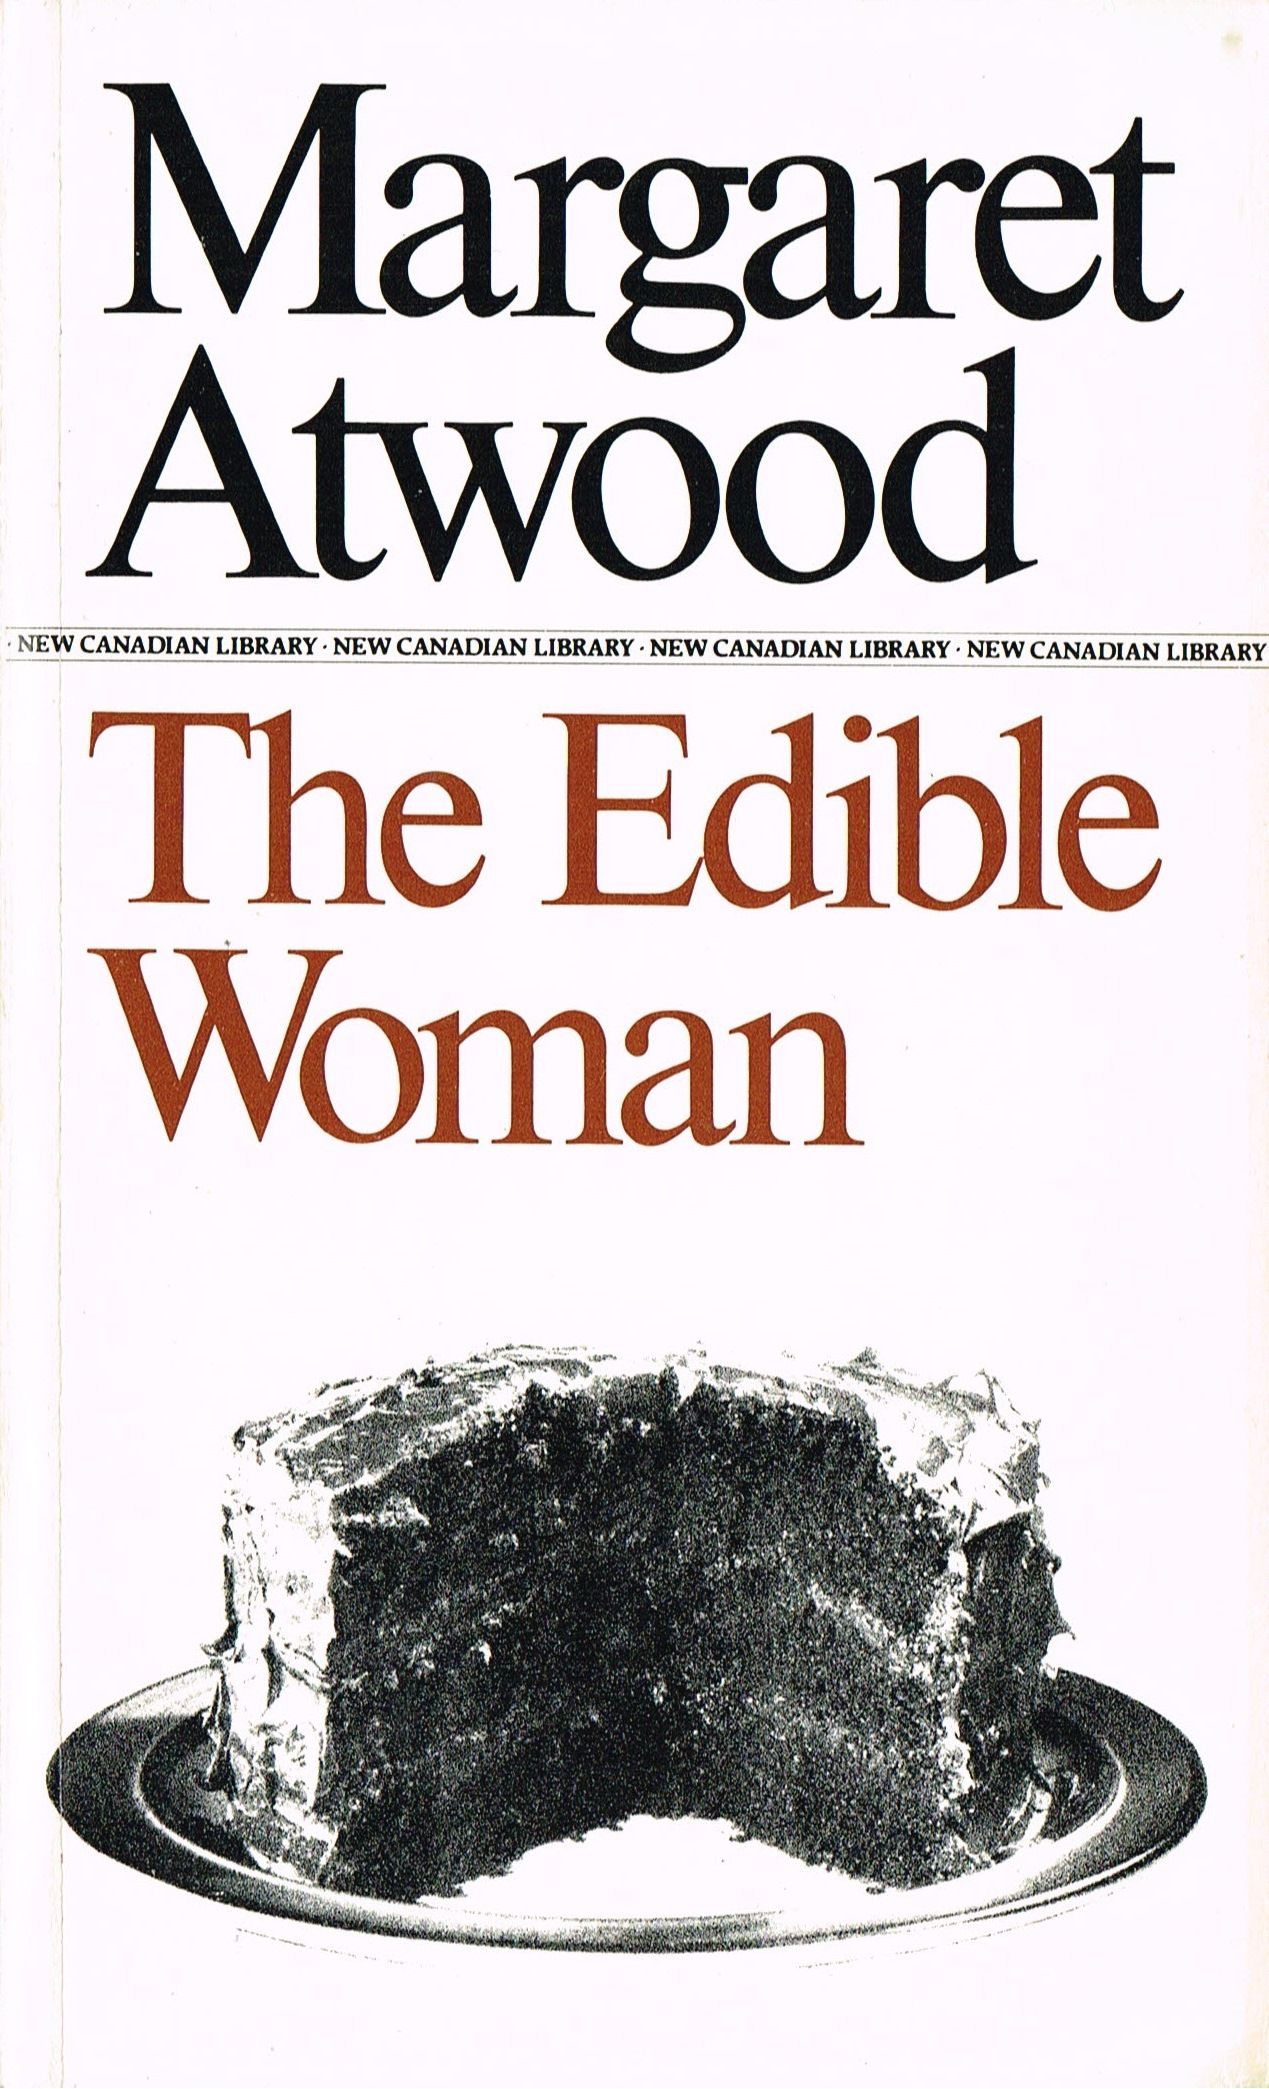 Margaret
Atwood
· NEW CANADIAN LIBRARY · NEW CANADIAN LIBRARY · NEW CANADIAN LIBRARY · NEW CANADIAN LIBRARY
The Edible
Woman